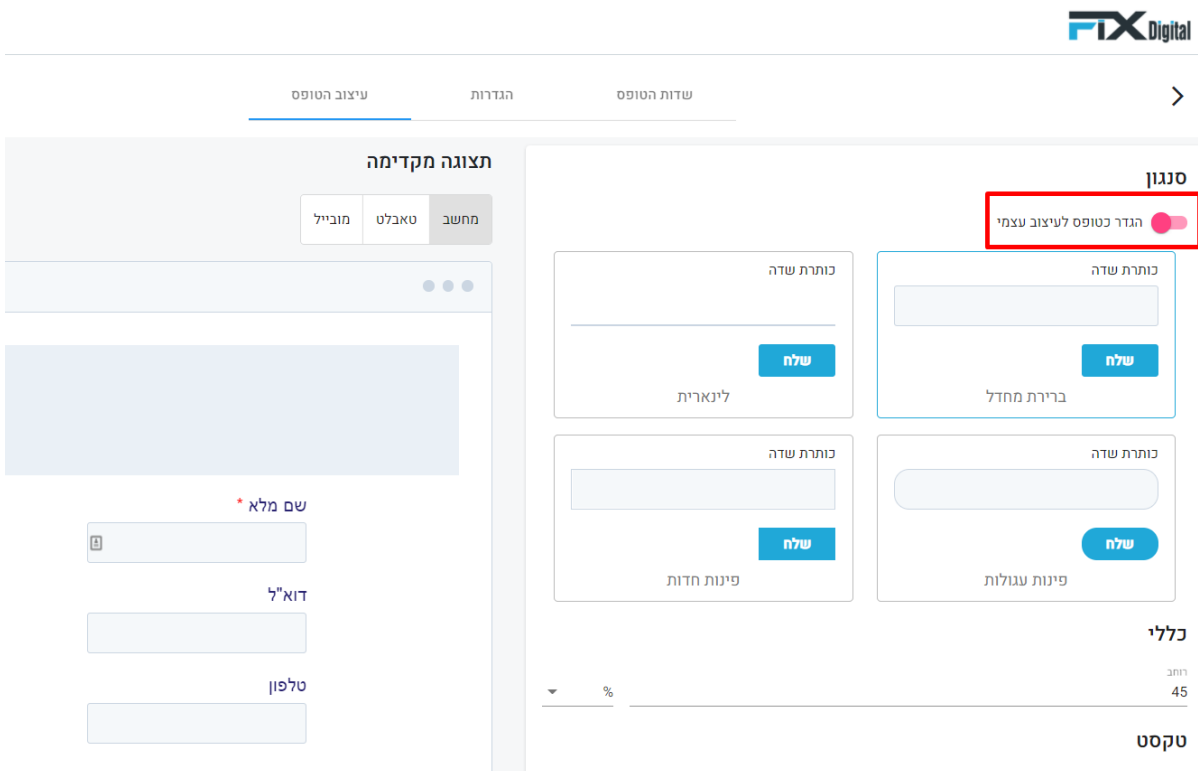 FIX Digital
שדות הטופס
הגדרות
עיצוב הטופס
סנגון
הגדר כטופס לעיצוב עצמי
כותרת שדה
שלח
ברירת מחדל
כותרת שדה
שלח
לינארית
כותרת שדה
שלח
פינות עגולות
כותרת שדה
שלח
פינות חדות
כללי
רוחב
45
%
טקסט
תצוגה מקדימה
מחשב
טאבלט
מובייל
שם מלא *
דוא"ל
טלפון